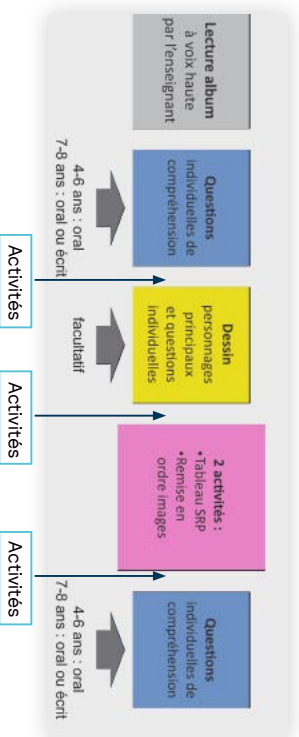 Lecture album
à voix haute
par l'enseignant
Questions
individuelles de
compréhension
4-6 ans : oral
7-8 ans : oral ou écrit
Activités
Dessin
personnages
principaux
et questions
individuelles
facultatif
Activités
2 activités :
•Tableau SRP
•Remise en
ordre images
Activités
Questions
individuelles de
compréhension
4-6 ans : oral
7-8 ans : oral ou écrit